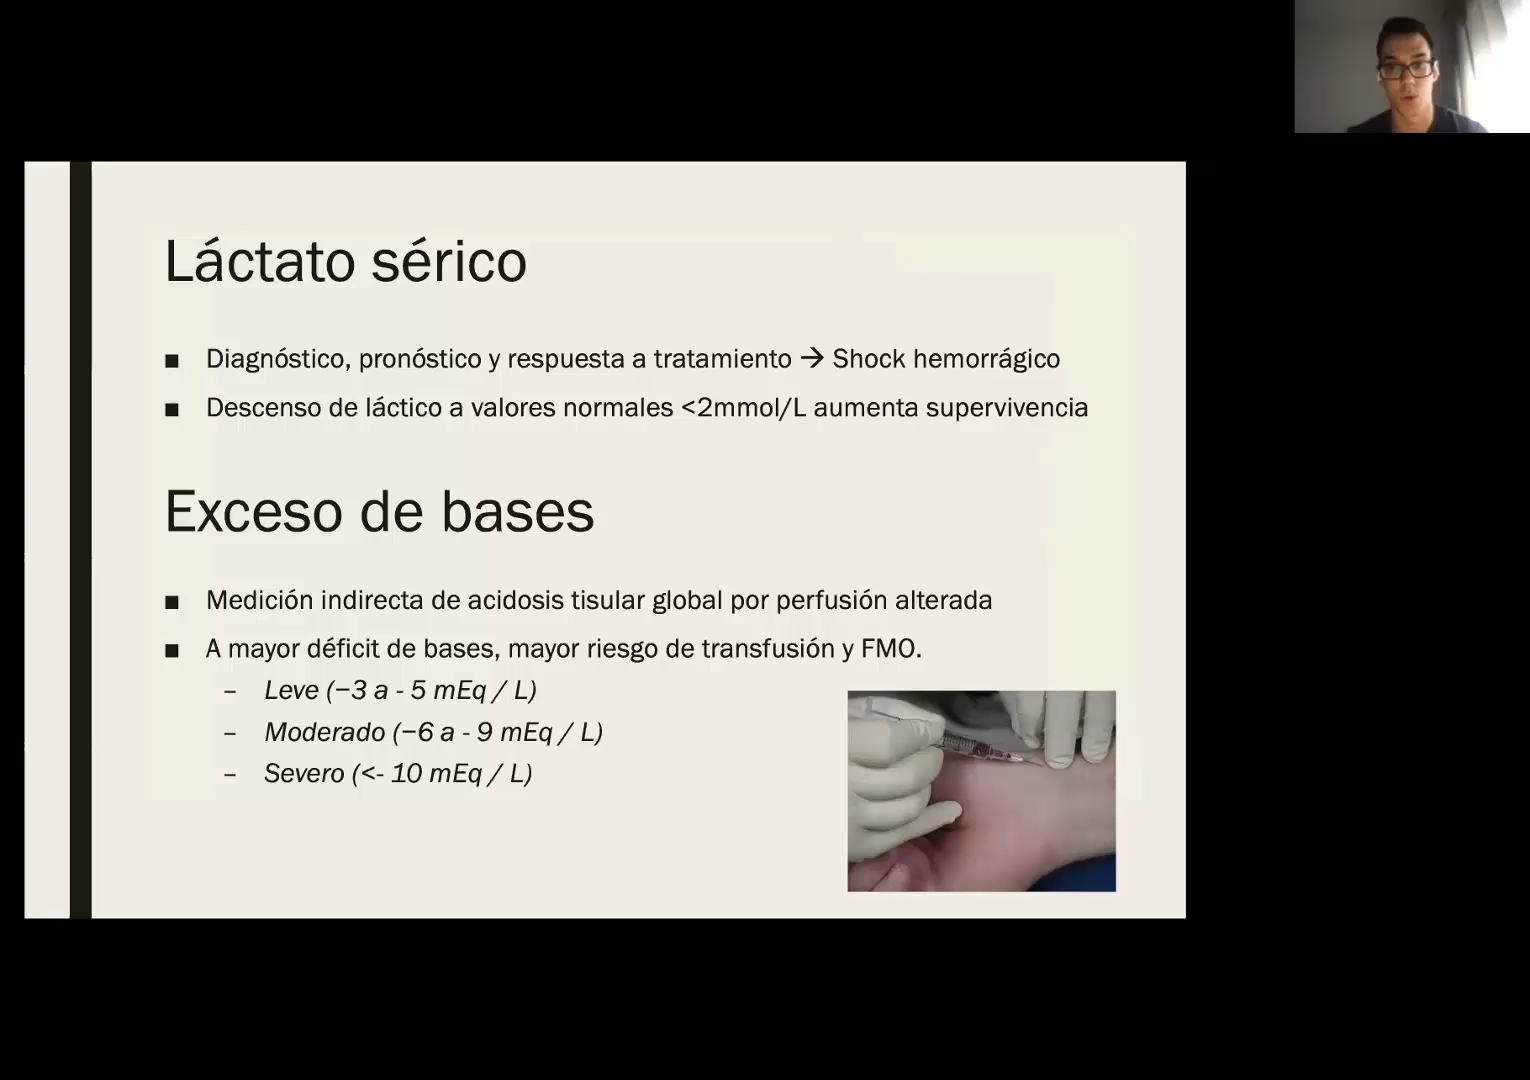 Láctato sérico
■ Diagnóstico, pronóstico y respuesta a tratamiento → Shock hemorrágico
■ Descenso de láctico a valores normales <2mmol/L aumenta supervivencia
Exceso de bases
■ Medición indirecta de acidosis tisular global por perfusión alterada
■ A mayor déficit de bases, mayor riesgo de transfusión y FMO.
– Leve (−3 a - 5 mEq / L)
– Moderado (−6 a - 9 mEq / L)
– Severo (<- 10 mEq / L)